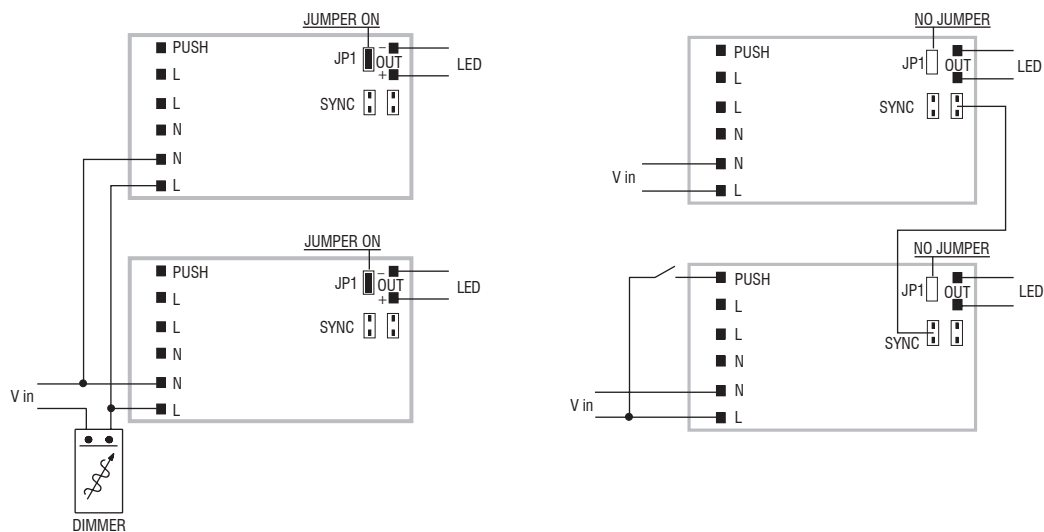 JUMPER ON
PUSH
JP1
–
OUT
+
LED
L
L
SYNC
N
N
L
JUMPER ON
PUSH
JP1
–
OUT
+
LED
L
L
SYNC
N
N
L
V in
DIMMER
NO JUMPER
PUSH
JP1
OUT
LED
L
L
SYNC
N
N
V in
L
NO JUMPER
PUSH
JP1
OUT
LED
L
L
SYNC
N
N
V in
L